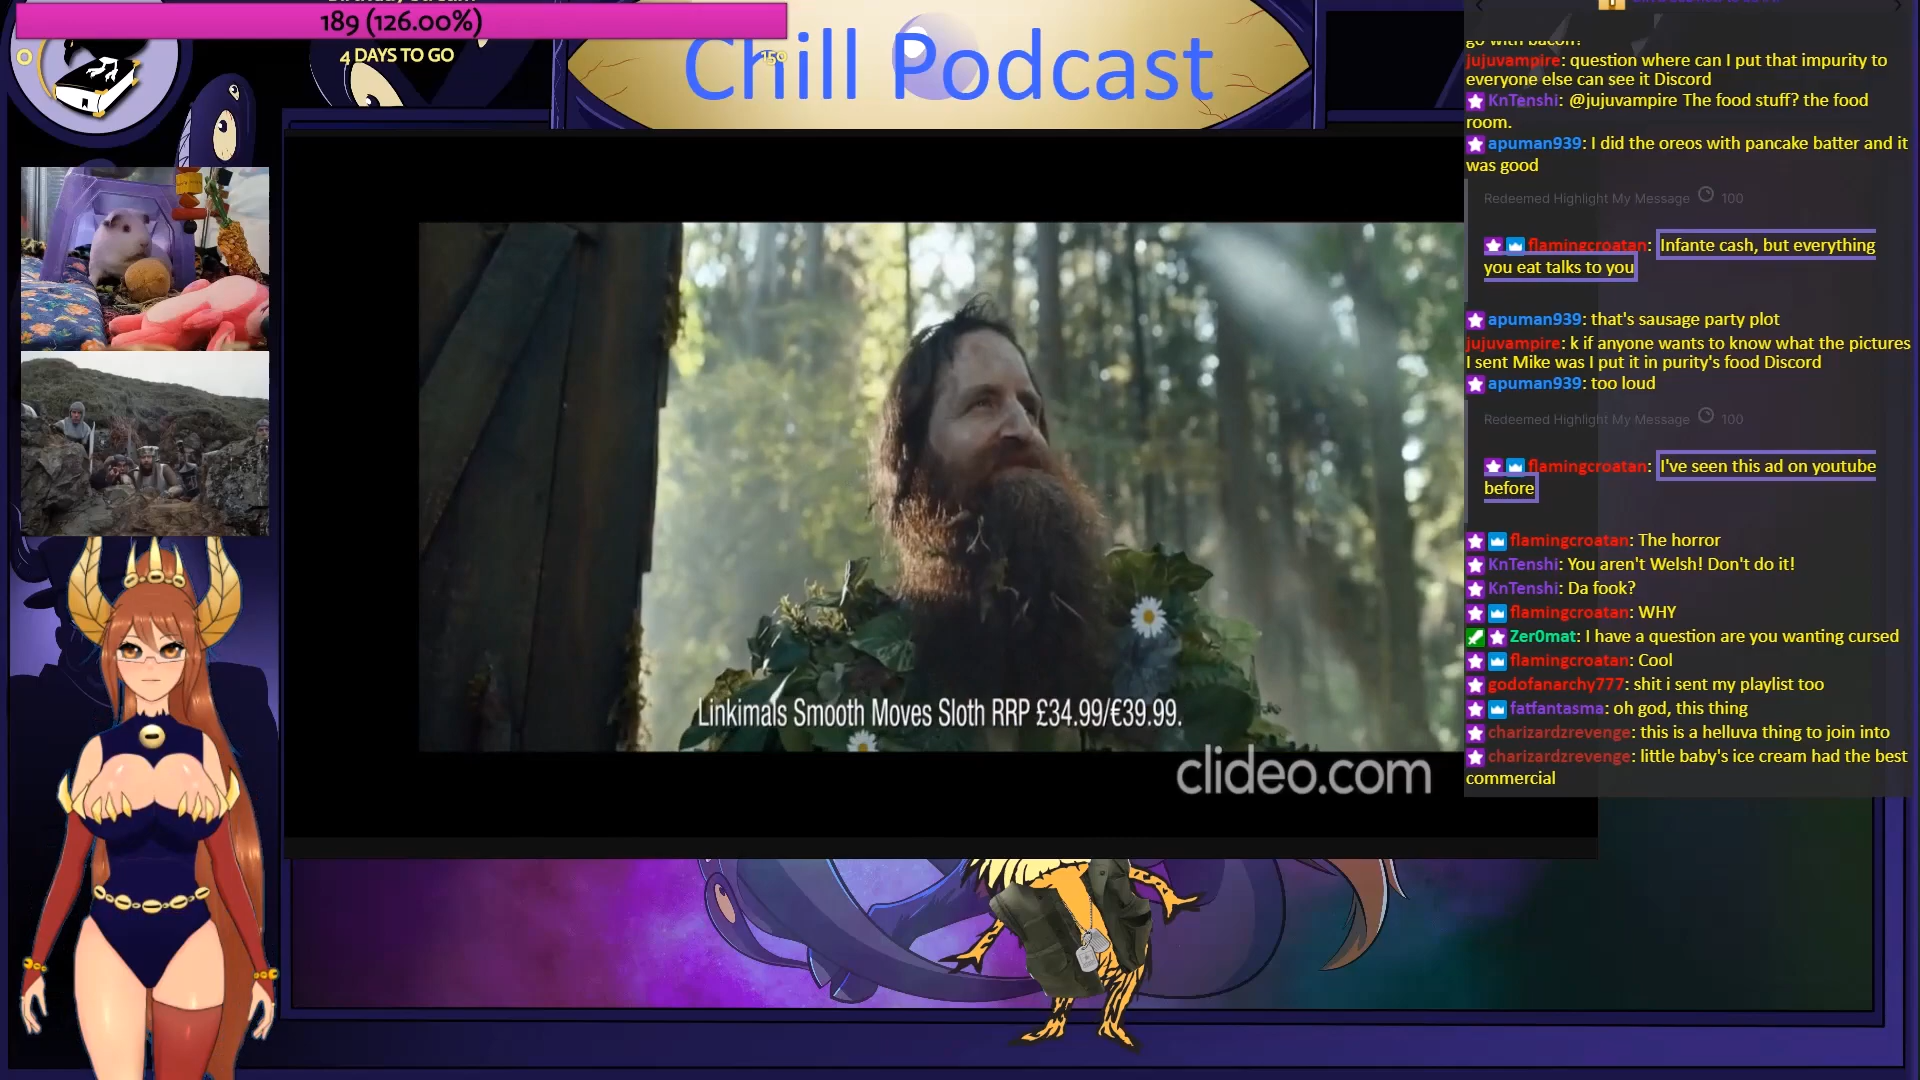 189 (126.00%)
4 DAYS TO GO
150
0
Chill Podcast
go with bacon?
jujuvampire: question where can I put that impurity to
everyone else can see it Discord
KnTenshi: @jujuvampire The food stuff? the food
room.
apuman939: I did the oreos with pancake batter and it
was good
Redeemed Highlight My Message 100
flamingcroatan: Infante cash, but everything
you eat talks to you
apuman939: that's sausage party plot
jujuvampire: k if anyone wants to know what the pictures
I sent Mike was I put it in purity's food Discord
apuman939: too loud
Redeemed Highlight My Message 100
flamingcroatan: I've seen this ad on youtube
before
flamingcroatan: The horror
KnTenshi: You aren't Welsh! Don't do it!
KnTenshi: Da fook?
flamingcroatan: WHY
Zer0mat: I have a question are you wanting cursed
flamingcroatan: Cool
godofanarchy777: shit i sent my playlist too
fatfantasma: oh god, this thing
charizardzrevenge: this is a helluva thing to join into
charizardzrevenge: little baby's ice cream had the best
commercial
Linkimals Smooth Moves Sloth RRP £34.99/€39.99.
clideo.com